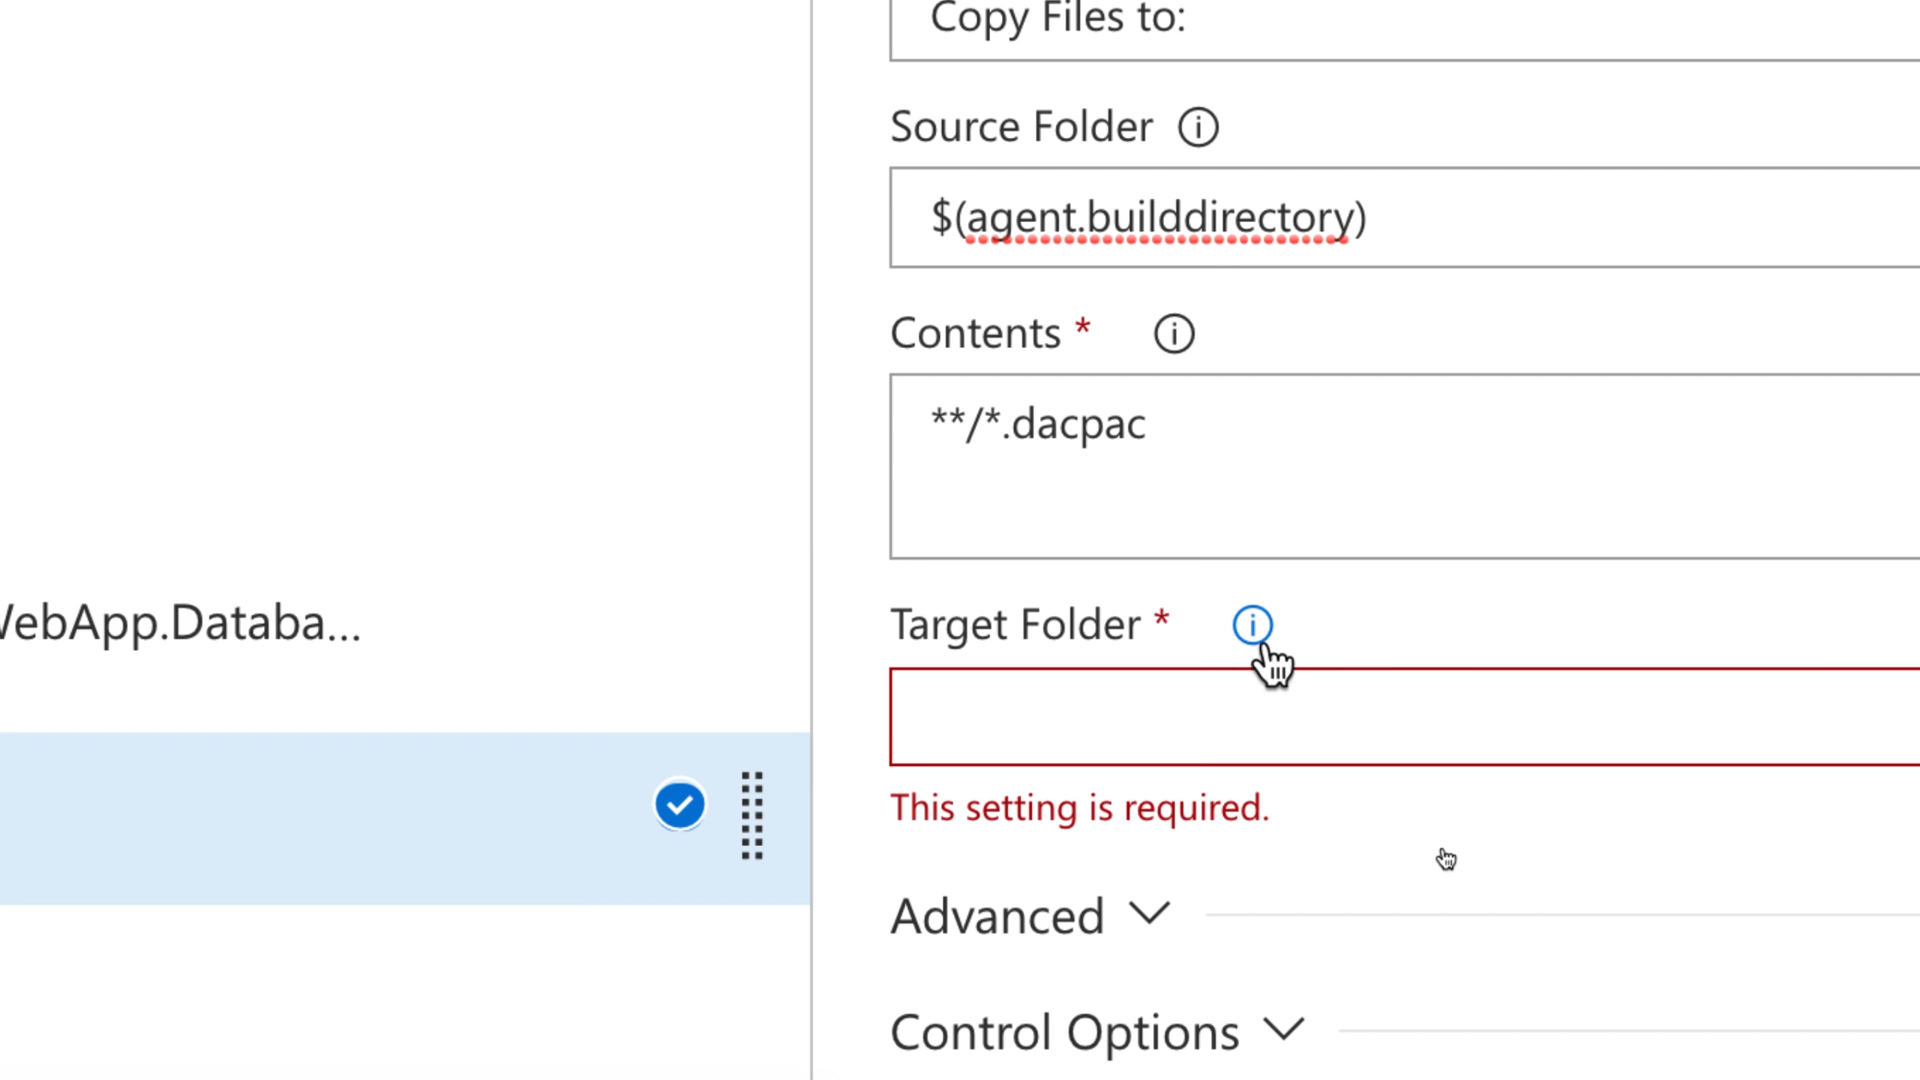 Copy Files to:
Source Folder
$(agent.builddirectory)
Contents *
**/*.dacpac
WebApp.Databa...
Target Folder *
This setting is required.
Advanced
Control Options